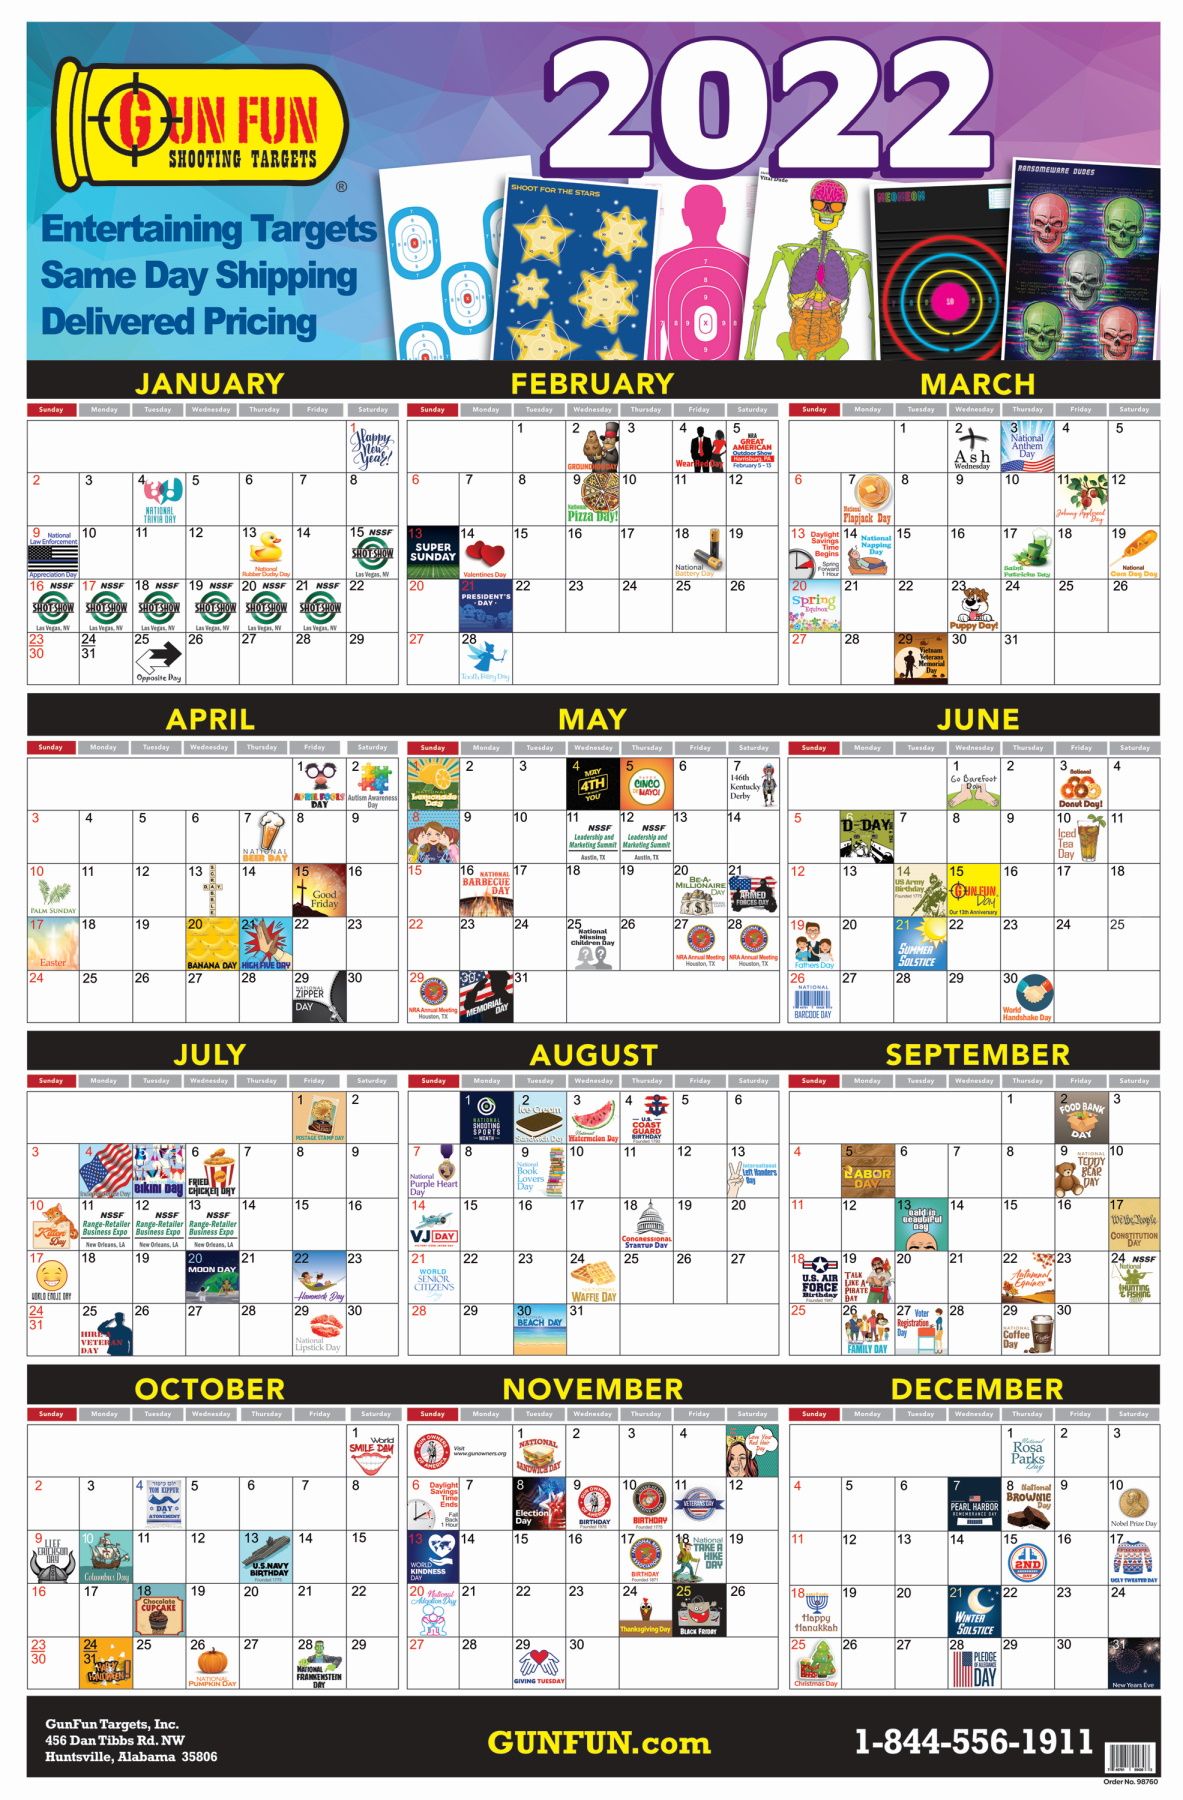 2022
GUN FUN
SHOOTING TARGETS
®
Entertaining Targets
Same Day Shipping
Delivered Pricing
SHOOT FOR THE STARS
Vital Dude
NEONEON
RANSOMEWARE DUDES
JANUARY FEBRUARY MARCH
Sunday Monday Tuesday Wednesday Thursday Friday Saturday
Sunday Monday Tuesday Wednesday Thursday Friday Saturday
Sunday Monday Tuesday Wednesday Thursday Friday Saturday
1 Happy New Year!
2 3 4 NATIONAL TRIVIA DAY 5 6 7 8
9 National Law Enforcement Appreciation Day 10 11 12 13 National Rubber Ducky Day 14 15 NSSF SHOT SHOW Las Vegas, NV
16 NSSF SHOT SHOW Las Vegas, NV 17 NSSF SHOT SHOW Las Vegas, NV 18 NSSF SHOT SHOW Las Vegas, NV 19 NSSF SHOT SHOW Las Vegas, NV 20 NSSF SHOT SHOW Las Vegas, NV 21 NSSF SHOT SHOW Las Vegas, NV 22
23 30 24 31 25 Opposite Day 26 27 28 29
1 2 GROUNDHOG DAY 3 4 Wear Red Day 5 NRA GREAT AMERICAN Outdoor Show Harrisburg, PA February 5 - 13
6 7 8 9 National Pizza Day! 10 11 12
13 SUPER SUNDAY 14 Valentines Day 15 16 17 18 National Battery Day 19
20 21 PRESIDENT'S DAY 22 23 24 25 26
27 28 Tooth Fairy Day
1 2 Ash Wednesday 3 National Anthem Day 4 5
6 7 National Flapjack Day 8 9 10 11 Johnny Appleseed Day 12
13 Daylight Savings Time Begins Spring Forward 1 Hour 14 National Napping Day 15 16 17 Saint Patricks Day 18 19 National Corn Dog Day
20 Spring Equinox 21 22 23 Puppy Day! 24 25 26
27 28 29 Vietnam Veterans Memorial Day 30 31
APRIL MAY JUNE
Sunday Monday Tuesday Wednesday Thursday Friday Saturday
Sunday Monday Tuesday Wednesday Thursday Friday Saturday
Sunday Monday Tuesday Wednesday Thursday Friday Saturday
1 APRIL FOOLS DAY 2 Autism Awareness Day
3 4 5 6 7 NATIONAL BEER DAY 8 9
10 PALM SUNDAY 11 12 13 SCRABBLE DAY 14 15 Good Friday 16
17 Easter 18 19 20 BANANA DAY 21 HIGH FIVE DAY 22 23
24 25 26 27 28 29 NATIONAL ZIPPER DAY 30
1 NATIONAL Lemonade Day 2 3 4 MAY THE 4TH BE WITH YOU 5 CINCO DE MAYO! 6 7 146th Kentucky Derby
8 9 10 11 NSSF Leadership and Marketing Summit Austin, TX 12 NSSF Leadership and Marketing Summit Austin, TX 13 14
15 16 NATIONAL BARBECUE DAY 17 18 19 20 BE-A-MILLIONAIRE DAY 21 ARMED FORCES DAY
22 23 24 25 National Missing Children Day 26 27 NRA Annual Meeting Houston, TX 28 NRA Annual Meeting Houston, TX
29 NRA Annual Meeting Houston, TX 30 MEMORIAL DAY 31
1 Go Barefoot Day 2 3 National Donut Day! 4
5 6 D-DAY 7 8 9 10 Iced Tea Day 11
12 13 14 US Army Birthday Founded 1775 15 GUN FUN Day Our 13th Anniversary 16 17 18
19 Fathers Day 20 21 SUMMER SOLSTICE 22 23 24 25
26 NATIONAL BARCODE DAY 27 28 29 30 World Handshake Day
JULY AUGUST SEPTEMBER
Sunday Monday Tuesday Wednesday Thursday Friday Saturday
Sunday Monday Tuesday Wednesday Thursday Friday Saturday
Sunday Monday Tuesday Wednesday Thursday Friday Saturday
1 POSTAGE STAMP DAY 2
3 4 Independence Day 5 BIKINI DAY 6 FRIED CHICKEN DAY 7 8 9
10 Kitten Day 11 NSSF Range-Retailer Business Expo New Orleans, LA 12 NSSF Range-Retailer Business Expo New Orleans, LA 13 NSSF Range-Retailer Business Expo New Orleans, LA 14 15 16
17 WORLD EMOJI DAY 18 19 20 MOON DAY 21 22 Hammock Day 23
24 31 25 HIRE A VETERAN DAY 26 27 28 29 National Lipstick Day 30
1 NATIONAL SHOOTING SPORTS MONTH 2 Ice Cream Sandwich Day 3 National Watermelon Day 4 U.S. COAST GUARD BIRTHDAY Founded 1790 5 6
7 National Purple Heart Day 8 9 National Book Lovers Day 10 11 12 13 International Left Handers Day
14 VJ DAY 15 16 17 18 CONGRESSIONAL STARTUP DAY 19 20
21 WORLD SENIOR CITIZEN'S 22 23 24 WAFFLE DAY 25 26 27
28 29 30 BEACH DAY 31
1 2 FOOD BANK DAY 3
4 5 LABOR DAY 6 7 8 9 NATIONAL TEDDY BEAR DAY 10
11 12 13 Bald is beautiful day 14 15 16 17 We the People CONSTITUTION DAY
18 U.S. AIR FORCE Birthday Founded 1947 19 TALK LIKE A PIRATE DAY 20 21 22 Autumnal Equinox 23 24 NSSF HUNTING & FISHING
25 26 FAMILY DAY 27 Voter Registration Day 28 29 NATIONAL Coffee Day 30
OCTOBER NOVEMBER DECEMBER
Sunday Monday Tuesday Wednesday Thursday Friday Saturday
Sunday Monday Tuesday Wednesday Thursday Friday Saturday
Sunday Monday Tuesday Wednesday Thursday Friday Saturday
1 World SMILE DAY
2 3 4 YOM KIPPUR DAY OF ATONEMENT 5 6 7 8
9 LEIF ERICKSON DAY 10 Columbus Day 11 12 13 U.S. NAVY BIRTHDAY Founded 1775 14 15
16 17 18 Chocolate CUPCAKE 19 20 21 22
23 30 24 31 HAPPY HALLOWEEN! 25 26 NATIONAL PUMPKIN DAY 27 28 NATIONAL FRANKENSTEIN DAY 29
GUN OWNERS OF AMERICA Visit www.gunowners.org 1 NATIONAL SANDWICH DAY 2 3 4 Love Your Red Hair Day
6 Daylight Savings Time Ends Fall Back 1 Hour 7 8 Election Day 9 BIRTHDAY Founded 1976 10 BIRTHDAY Founded 1775 11 VETERANS DAY 12
13 WORLD KINDNESS DAY 14 15 16 17 BIRTHDAY Founded 1871 18 National TAKE A HIKE DAY 19
20 National Adoption Day 21 22 23 24 Thanksgiving Day 25 BLACK FRIDAY 26
27 28 29 GIVING TUESDAY 30
1 National Rosa Parks Day 2 3
4 5 6 7 PEARL HARBOR REMEMBRANCE DAY 8 National BROWNIE Day 9 10 Nobel Prize Day
11 12 13 14 15 2ND AMENDMENT DAY 16 17 UGLY SWEATER DAY
18 Happy Hanukkah 19 20 21 WINTER SOLSTICE 22 23 24
25 Christmas Day 26 27 28 PLEDGE OF ALLEGIANCE DAY 29 30 31 New Years Eve
GunFun Targets, Inc.
456 Dan Tibbs Rd. NW
Huntsville, Alabama 35806
GUNFUN.com
1-844-556-1911
Order No. 98760